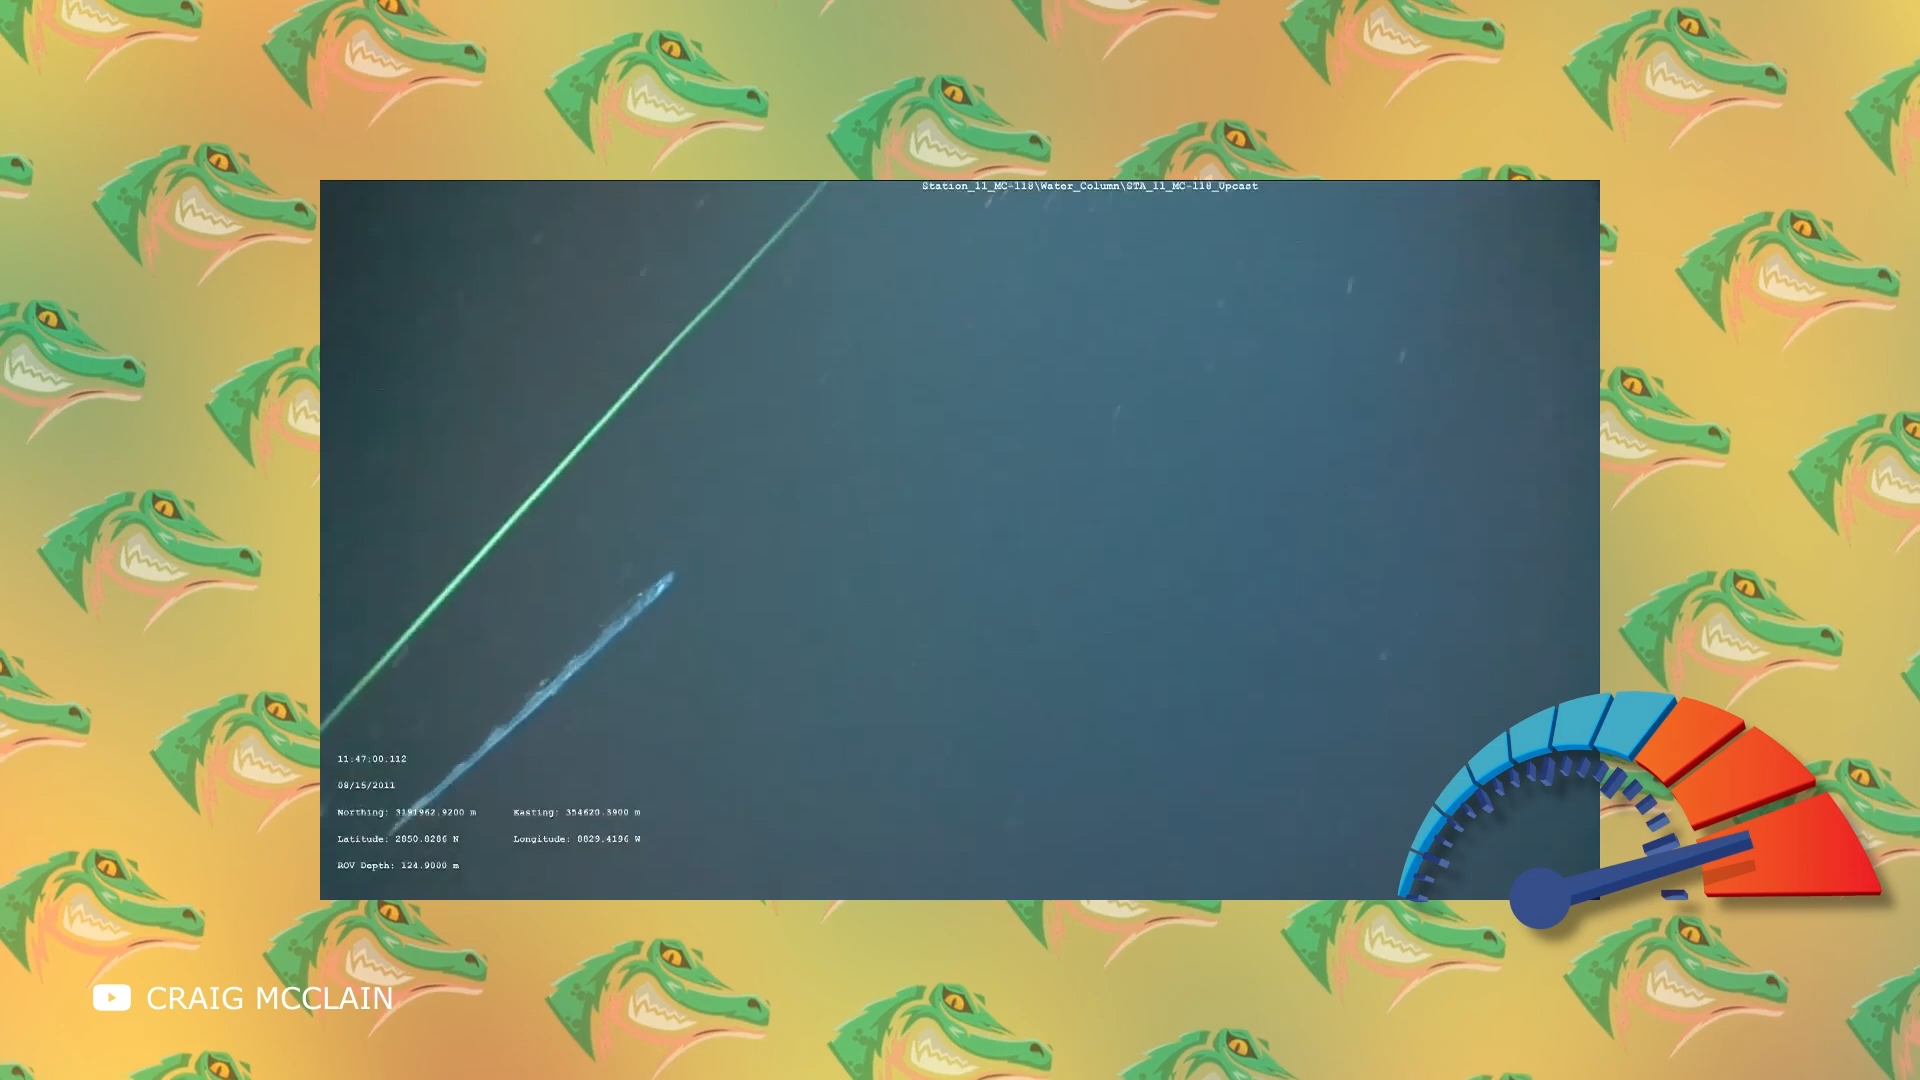 Station_11_MC-118\Water_Column\STA_11_MC-118_Upcast
11:47:00.112
08/15/2011
Northing: 3191962.9200 m Easting: 354620.3900 m
Latitude: 2850.8286 N Longitude: 8829.4196 W
ROV Depth: 124.9000 m
CRAIG MCCLAIN